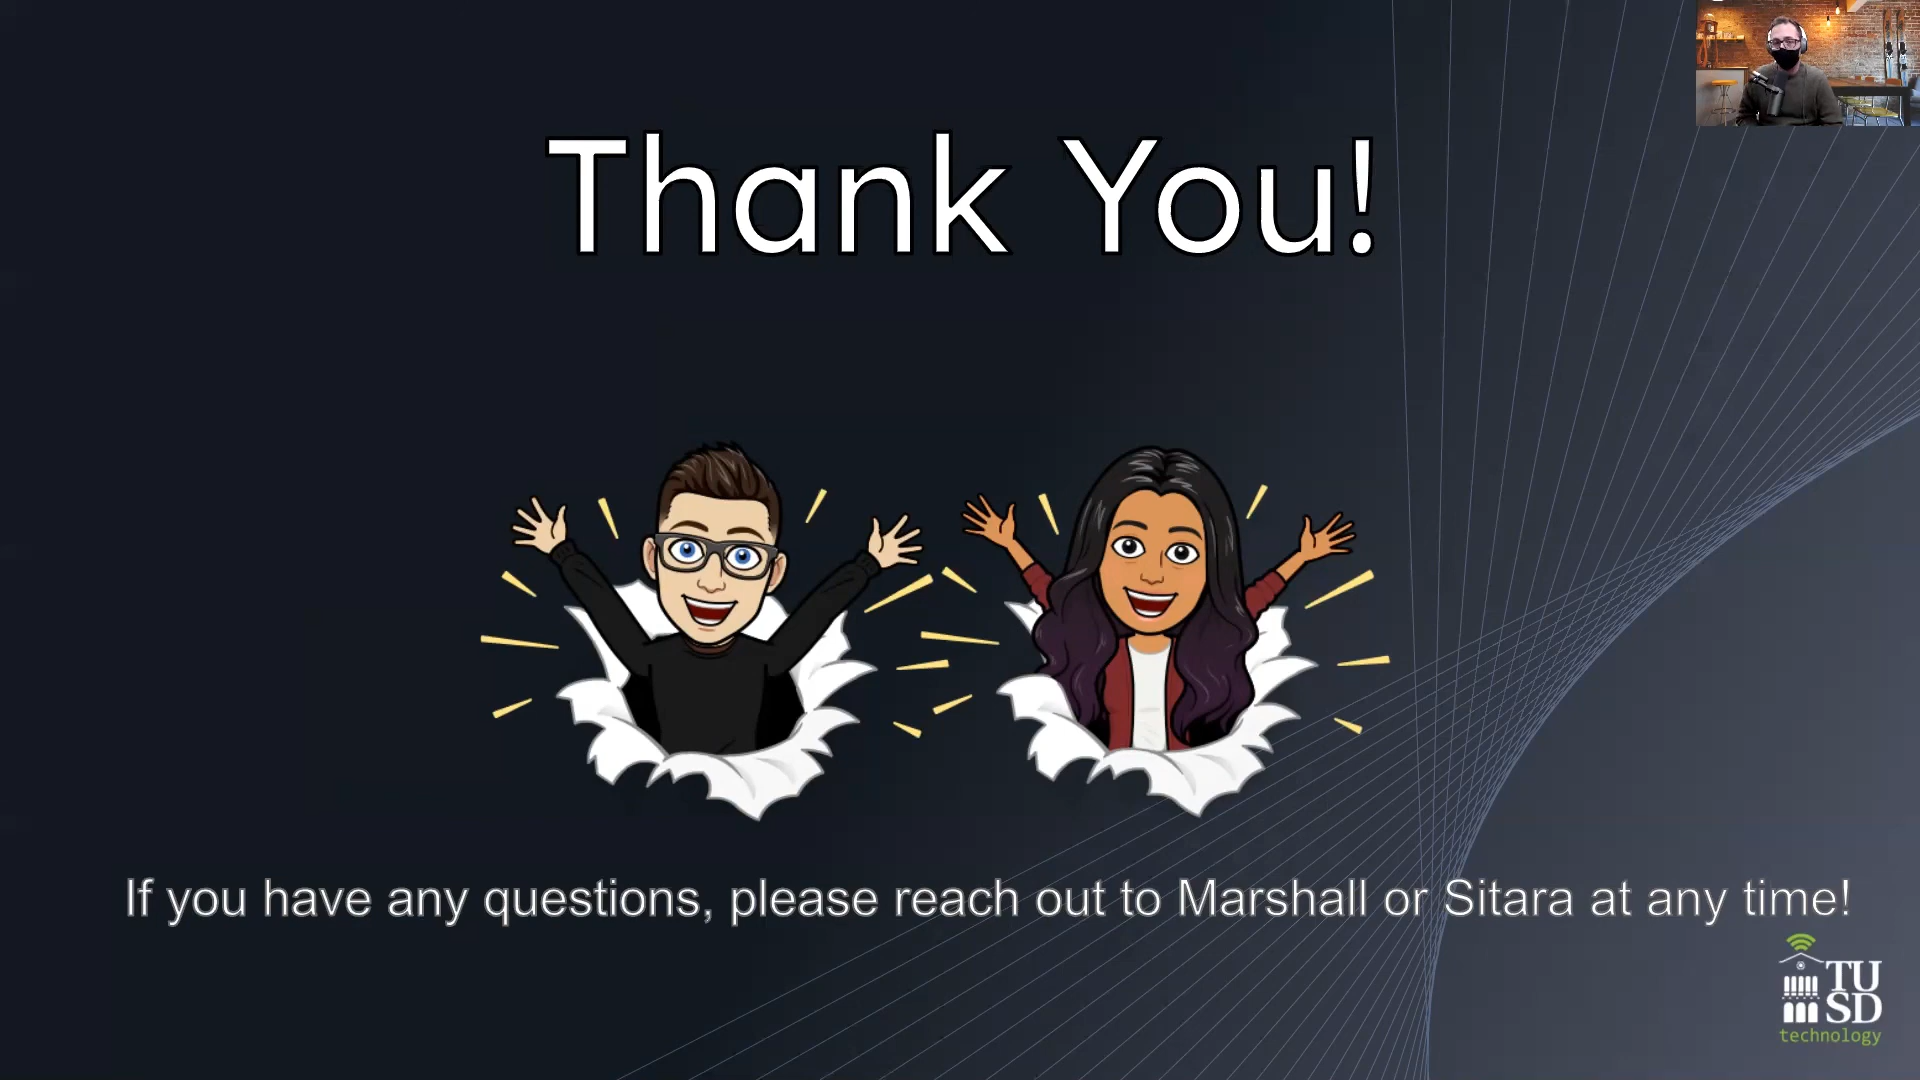 Thank You!
If you have any questions, please reach out to Marshall or Sitara at any time!
TU
SD
technology